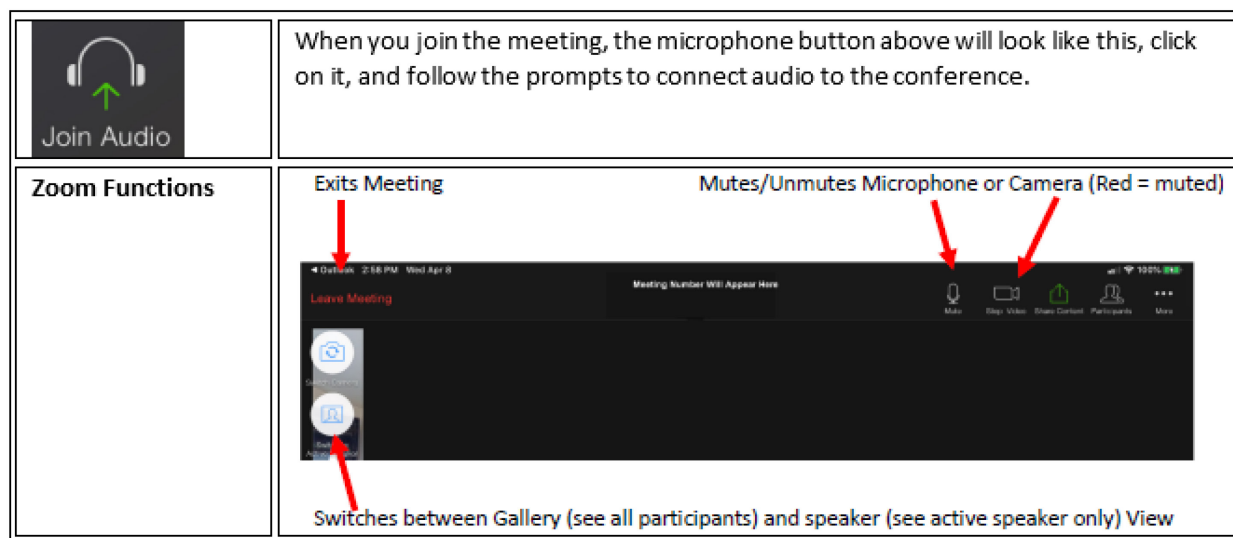 Join Audio
When you join the meeting, the microphone button above will look like this, click
on it, and follow the prompts to connect audio to the conference.
Zoom Functions
Exits Meeting
Mutes/Unmutes Microphone or Camera (Red = muted)
Outlook 2:58 PM Wed Apr 8
100%
Meeting Number Will Appear Here
Leave Meeting
Mute
Stop Video
Share Content
Participants
More
Switch Camera
Switches between Gallery (see all participants) and speaker (see active speaker only) View